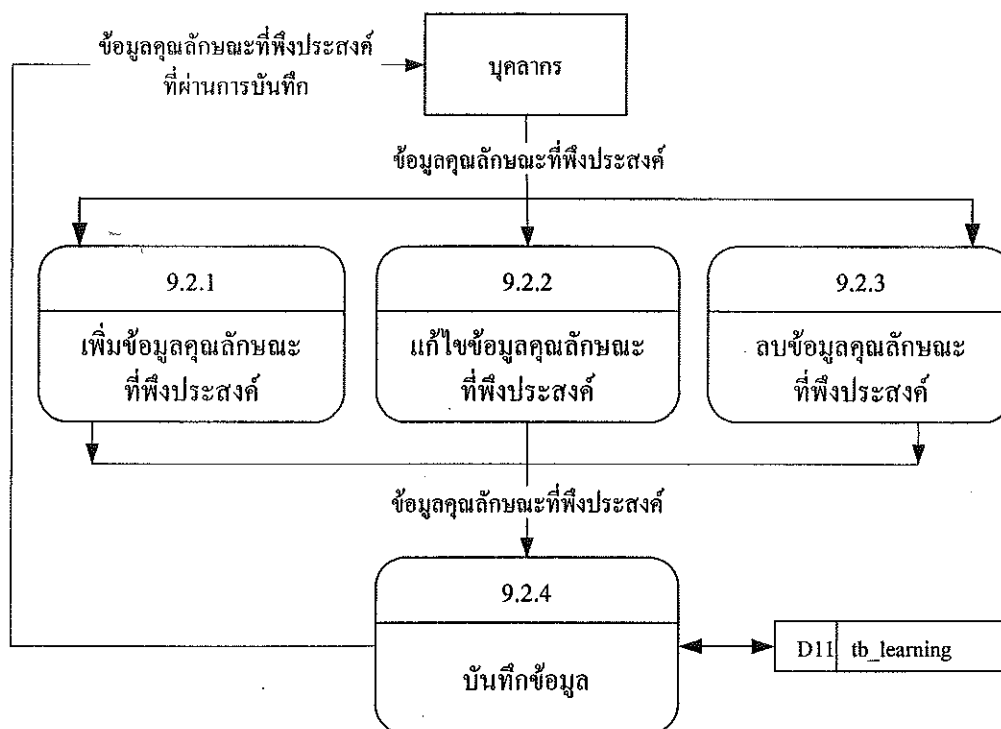 ข้อมูลคุณลักษณะที่พึงประสงค์
ที่ผ่านการบันทึก
บุคลากร
ข้อมูลคุณลักษณะที่พึงประสงค์
9.2.1
เพิ่มข้อมูลคุณลักษณะ
ที่พึงประสงค์
9.2.2
แก้ไขข้อมูลคุณลักษณะ
ที่พึงประสงค์
9.2.3
ลบข้อมูลคุณลักษณะ
ที่พึงประสงค์
ข้อมูลคุณลักษณะที่พึงประสงค์
9.2.4
บันทึกข้อมูล
D11 tb_learning